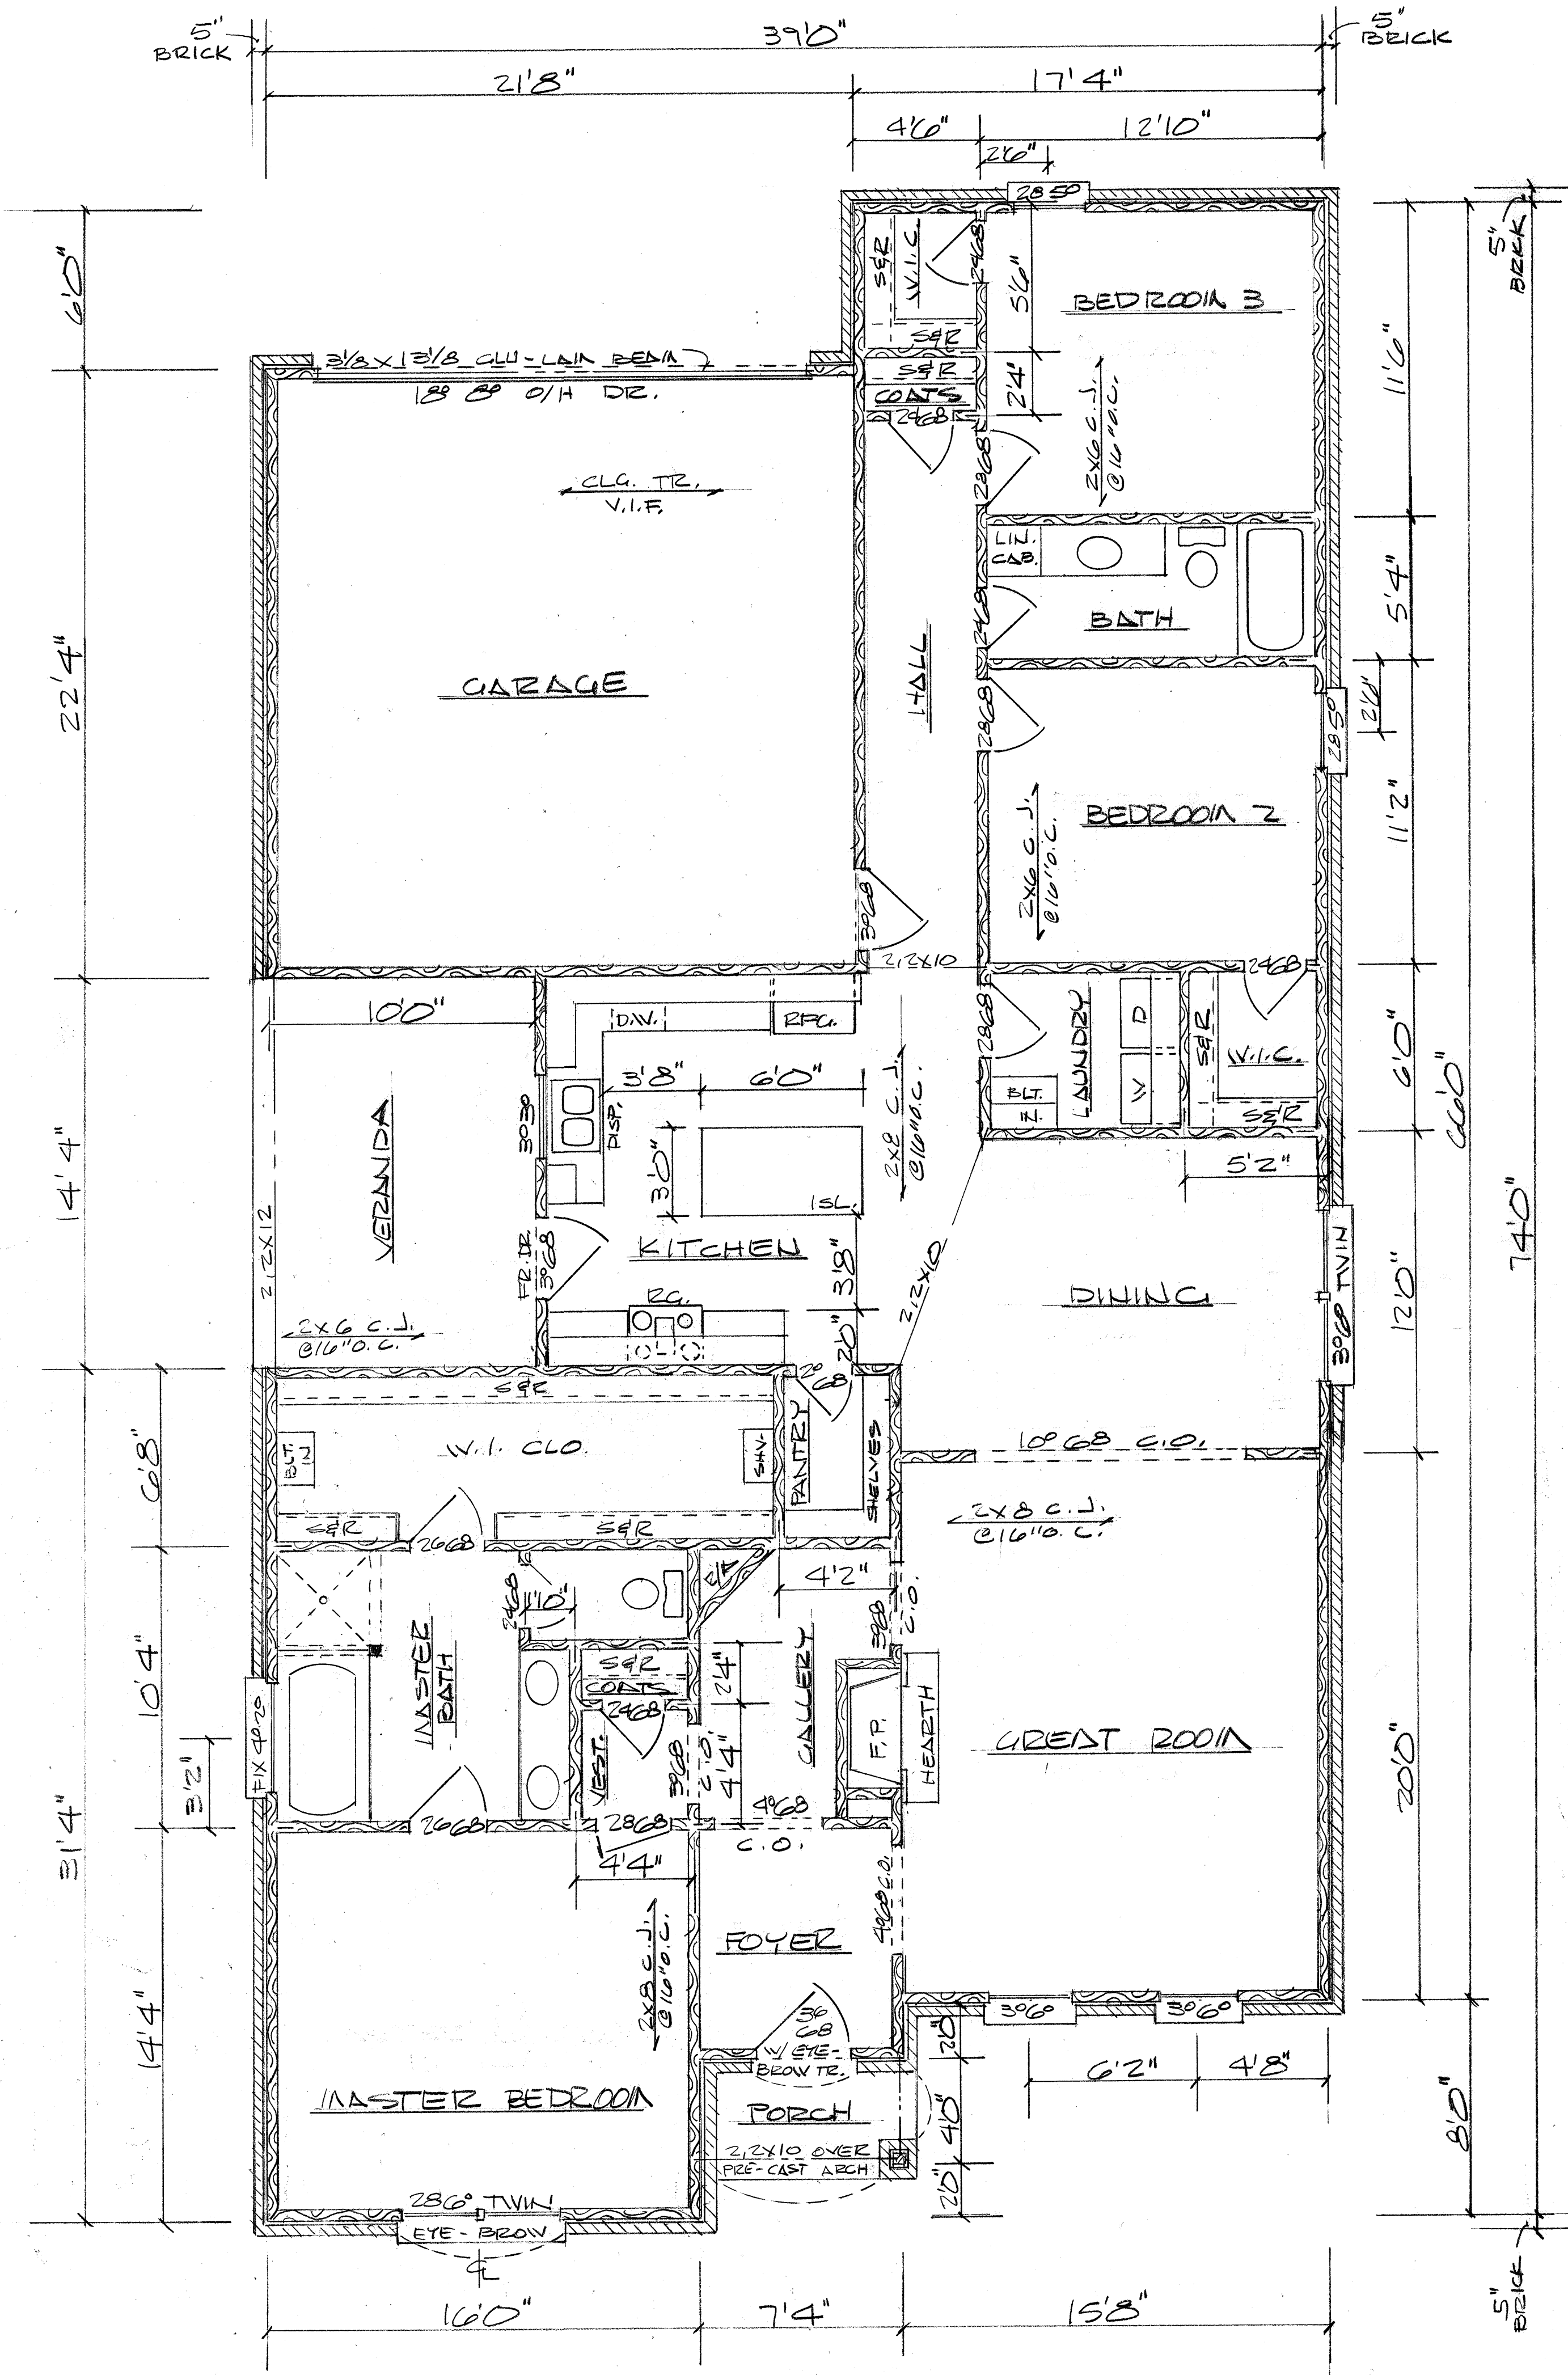 5"
BRICK
39'0"
5"
BRICK
21'8"
17'4"
4'6"
12'10"
2'6"
28 5⁰
6'0"
S&R
W.I.C.
2468
5'6"
BEDROOM 3
5"
BRICK
S&R
3 1/8 X 13 1/8 GLU-LAM BEAM
18⁰ 8⁰ O/H DR.
S&R
COATS
2468
2'4"
11'6"
2X6 C.J.
@16"O.C.
2868
CLG. TR.
V.I.F.
LIN.
CAB.
5'4"
2468
BATH
HALL
GARAGE
22'4"
2868
28 5⁰
2'6"
BEDROOM 2
2X6 C.J.
@16"O.C.
11'2"
3⁰68
2,2X10
2468
10'0"
D.W.
RFG.
2868
LAUNDRY
D
W
BLT.
IN.
S&R
W.I.C.
S&R
6'0"
66'0"
74'0"
3'8"
6'0"
2X8 C.J.
@16"O.C.
3030
DISP.
VERANDA
14'4"
3'0"
ISL.
5'2"
2,2X12
FR. DR.
3⁰68
KITCHEN
3'8"
2,2X10
DINING
3⁰6⁸ TWIN
12'0"
RG.
2X6 C.J.
@16"O.C.
2'0"
2⁰
68
S&R
W.I. CLO.
BLT.
IN
SHV.
PANTRY
SHELVES
10⁰ 68 C.O.
6'8"
S&R
2668
S&R
2X8 C.J.
@16"O.C.
4'2"
2468
1'10"
3⁰68
C.O.
10'4"
MASTER
BATH
S&R
COATS
2468
2'4"
GALLERY
F.P.
HEARTH
GREAT ROOM
FIX 4⁰2⁰
3'2"
VEST.
3⁰68
C.O.
4'4"
20'0"
2668
2868
4⁰68
C.O.
4'4"
31'4"
4⁰68 C.O.
FOYER
2X8 C.J.
@16"O.C.
14'4"
36
68
W/ EYE-
BROW TR.
2'0"
3⁰6⁰
3⁰6⁰
6'2"
4'8"
MASTER BEDROOM
PORCH
4'0"
8'0"
2,2X10 OVER
PRE-CAST ARCH
2'0"
286⁰ TWIN
EYE-BROW
CL
5"
BRICK
16'0"
7'4"
15'8"